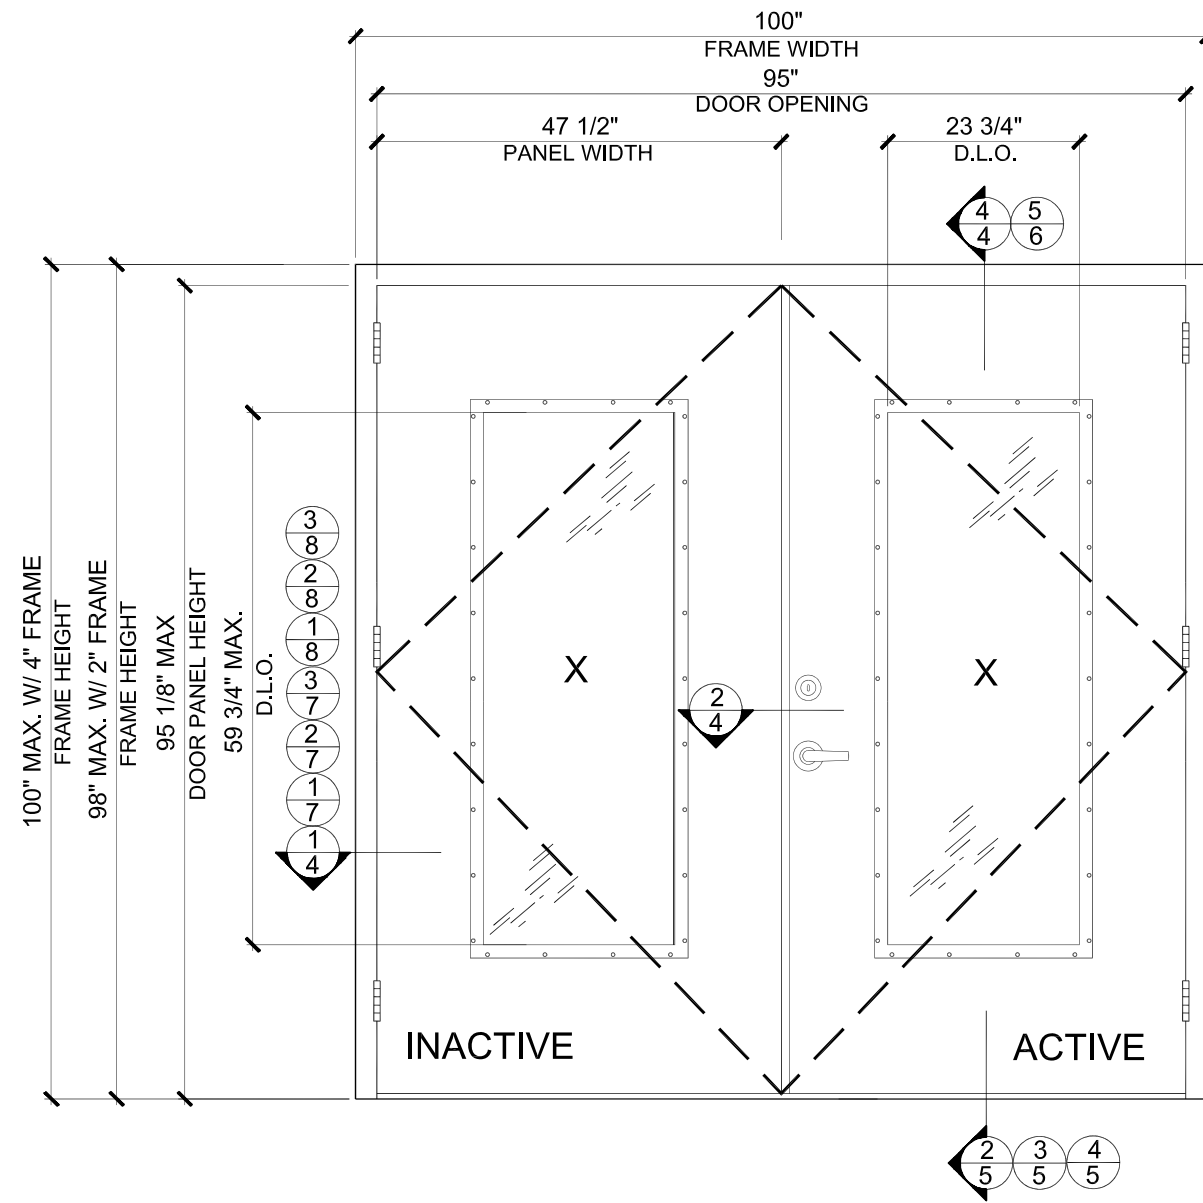 100"
FRAME WIDTH
95"
DOOR OPENING
47 1/2"
PANEL WIDTH
23 3/4"
D.L.O.
4
4
5
6
100" MAX. W/ 4" FRAME
FRAME HEIGHT
98" MAX. W/ 2" FRAME
FRAME HEIGHT
95 1/8" MAX
DOOR PANEL HEIGHT
59 3/4" MAX.
D.L.O.
3
8
2
8
1
8
3
7
2
7
1
7
1
4
X
2
4
X
INACTIVE
ACTIVE
2
5
3
5
4
5